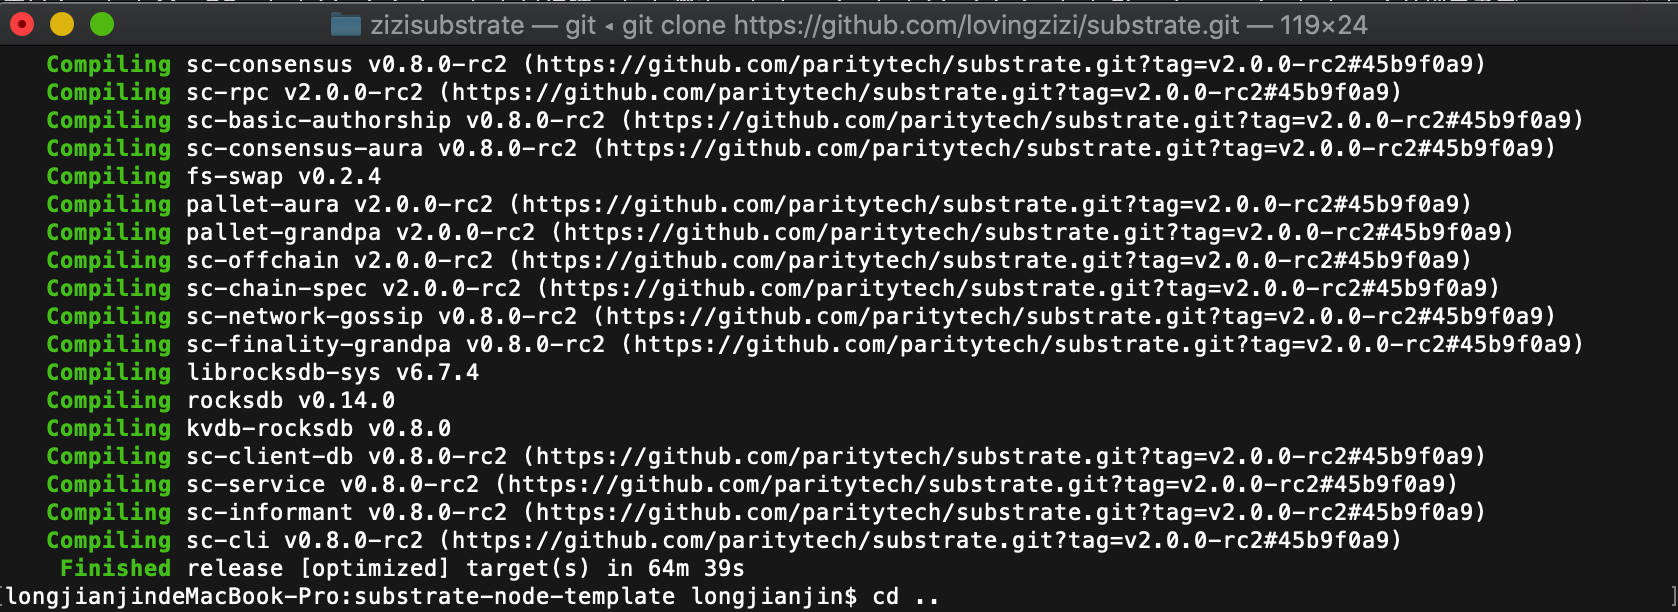 zizisubstrate — git ◂ git clone https://github.com/lovingzizi/substrate.git — 119×24
Compiling sc-consensus v0.8.0-rc2 (https://github.com/paritytech/substrate.git?tag=v2.0.0-rc2#45b9f0a9)
Compiling sc-rpc v2.0.0-rc2 (https://github.com/paritytech/substrate.git?tag=v2.0.0-rc2#45b9f0a9)
Compiling sc-basic-authorship v0.8.0-rc2 (https://github.com/paritytech/substrate.git?tag=v2.0.0-rc2#45b9f0a9)
Compiling sc-consensus-aura v0.8.0-rc2 (https://github.com/paritytech/substrate.git?tag=v2.0.0-rc2#45b9f0a9)
Compiling fs-swap v0.2.4
Compiling pallet-aura v2.0.0-rc2 (https://github.com/paritytech/substrate.git?tag=v2.0.0-rc2#45b9f0a9)
Compiling pallet-grandpa v2.0.0-rc2 (https://github.com/paritytech/substrate.git?tag=v2.0.0-rc2#45b9f0a9)
Compiling sc-offchain v2.0.0-rc2 (https://github.com/paritytech/substrate.git?tag=v2.0.0-rc2#45b9f0a9)
Compiling sc-chain-spec v2.0.0-rc2 (https://github.com/paritytech/substrate.git?tag=v2.0.0-rc2#45b9f0a9)
Compiling sc-network-gossip v0.8.0-rc2 (https://github.com/paritytech/substrate.git?tag=v2.0.0-rc2#45b9f0a9)
Compiling sc-finality-grandpa v0.8.0-rc2 (https://github.com/paritytech/substrate.git?tag=v2.0.0-rc2#45b9f0a9)
Compiling librocksdb-sys v6.7.4
Compiling rocksdb v0.14.0
Compiling kvdb-rocksdb v0.8.0
Compiling sc-client-db v0.8.0-rc2 (https://github.com/paritytech/substrate.git?tag=v2.0.0-rc2#45b9f0a9)
Compiling sc-service v0.8.0-rc2 (https://github.com/paritytech/substrate.git?tag=v2.0.0-rc2#45b9f0a9)
Compiling sc-informant v0.8.0-rc2 (https://github.com/paritytech/substrate.git?tag=v2.0.0-rc2#45b9f0a9)
Compiling sc-cli v0.8.0-rc2 (https://github.com/paritytech/substrate.git?tag=v2.0.0-rc2#45b9f0a9)
Finished release [optimized] target(s) in 64m 39s
[longjianjindeMacBook-Pro:substrate-node-template longjianjin$ cd .. ]